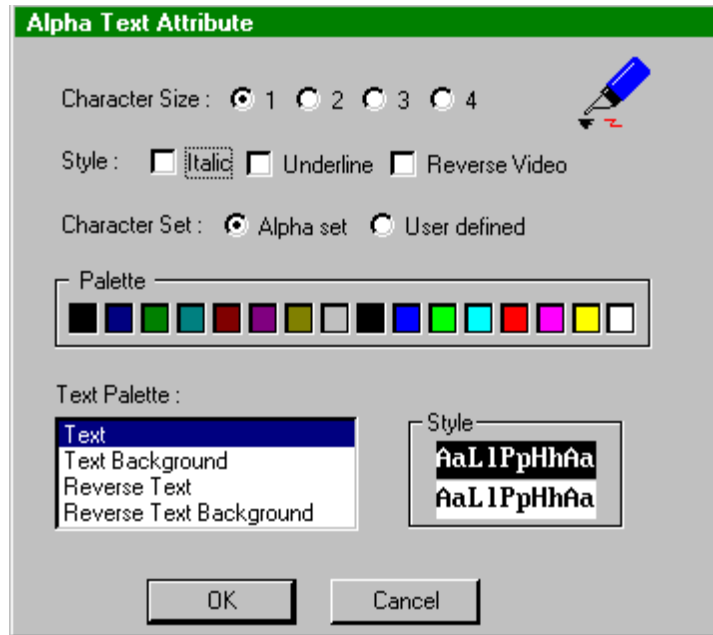 Alpha Text Attribute
Character Size : 1 2 3 4
Style : Italic Underline Reverse Video
Character Set : Alpha set User defined
Palette
Text Palette :
Text
Text Background
Reverse Text
Reverse Text Background
Style
AaLlPpHhAa
AaLlPpHhAa
OK Cancel